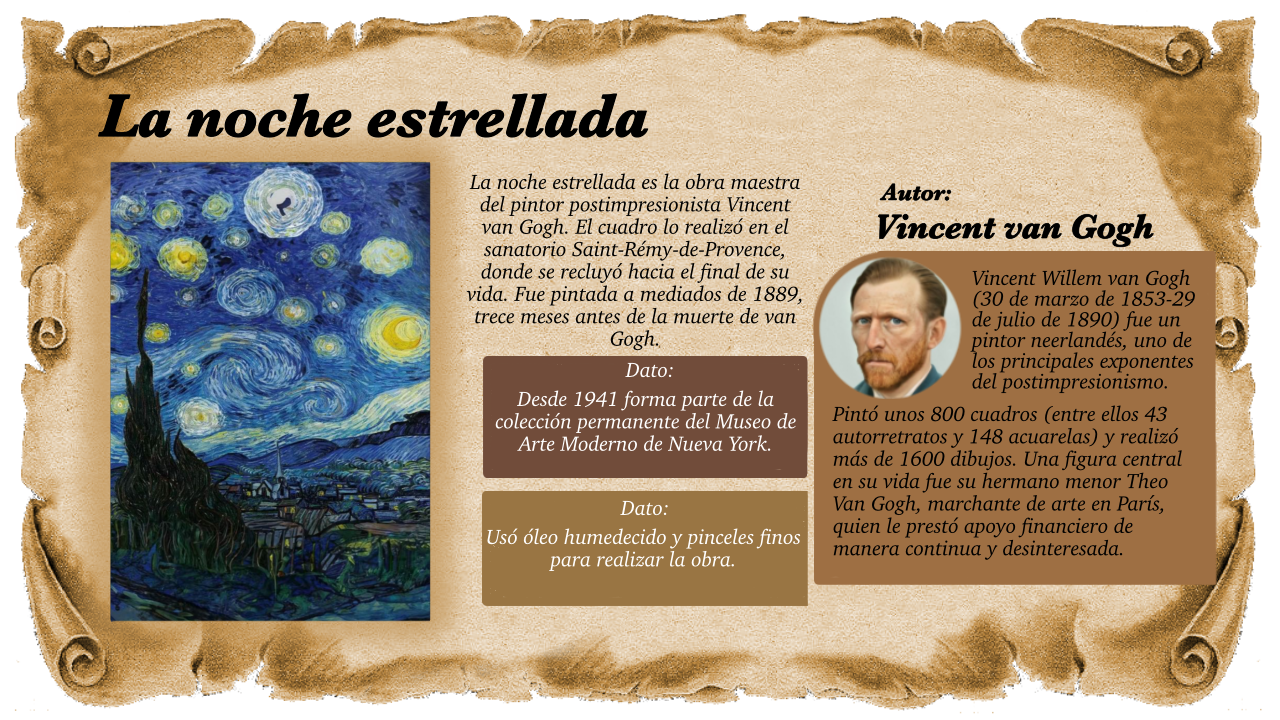 La noche estrellada
La noche estrellada es la obra maestra
del pintor postimpresionista Vincent
van Gogh. El cuadro lo realizó en el
sanatorio Saint-Rémy-de-Provence,
donde se recluyó hacia el final de su
vida. Fue pintada a mediados de 1889,
trece meses antes de la muerte de van
Gogh.
Dato:
Desde 1941 forma parte de la
colección permanente del Museo de
Arte Moderno de Nueva York.
Dato:
Usó óleo humedecido y pinceles finos
para realizar la obra.
Autor:
Vincent van Gogh
Vincent Willem van Gogh
(30 de marzo de 1853-29
de julio de 1890) fue un
pintor neerlandés, uno de
los principales exponentes
del postimpresionismo.
Pintó unos 800 cuadros (entre ellos 43
autorretratos y 148 acuarelas) y realizó
más de 1600 dibujos. Una figura central
en su vida fue su hermano menor Theo
Van Gogh, marchante de arte en París,
quien le prestó apoyo financiero de
manera continua y desinteresada.